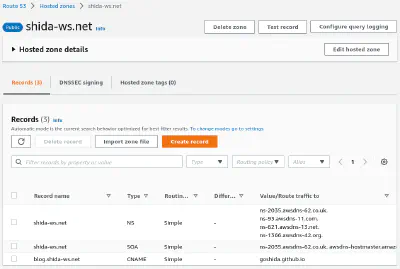 Route 53 > Hosted zones > shida-ws.net
Public shida-ws.net Info
Delete zone Test record Configure query logging
Hosted zone details Edit hosted zone
Records (3) DNSSEC signing Hosted zone tags (0)
Records (3) Info
Automatic mode is the current search behavior optimized for best filter results. To change modes go to settings.
Delete record Import zone file Create record
Filter records by property or value Type Routing policy Alias 1
Record name Type Routin... Differ... Value/Route traffic to
shida-ws.net NS Simple -
ns-2035.awsdns-62.co.uk.
ns-93.awsdns-11.com.
ns-621.awsdns-13.net.
ns-1366.awsdns-42.org.
shida-ws.net SOA Simple - ns-2035.awsdns-62.co.uk. awsdns-hostmaster.amaz
blog.shida-ws.net CNAME Simple - goshida.github.io